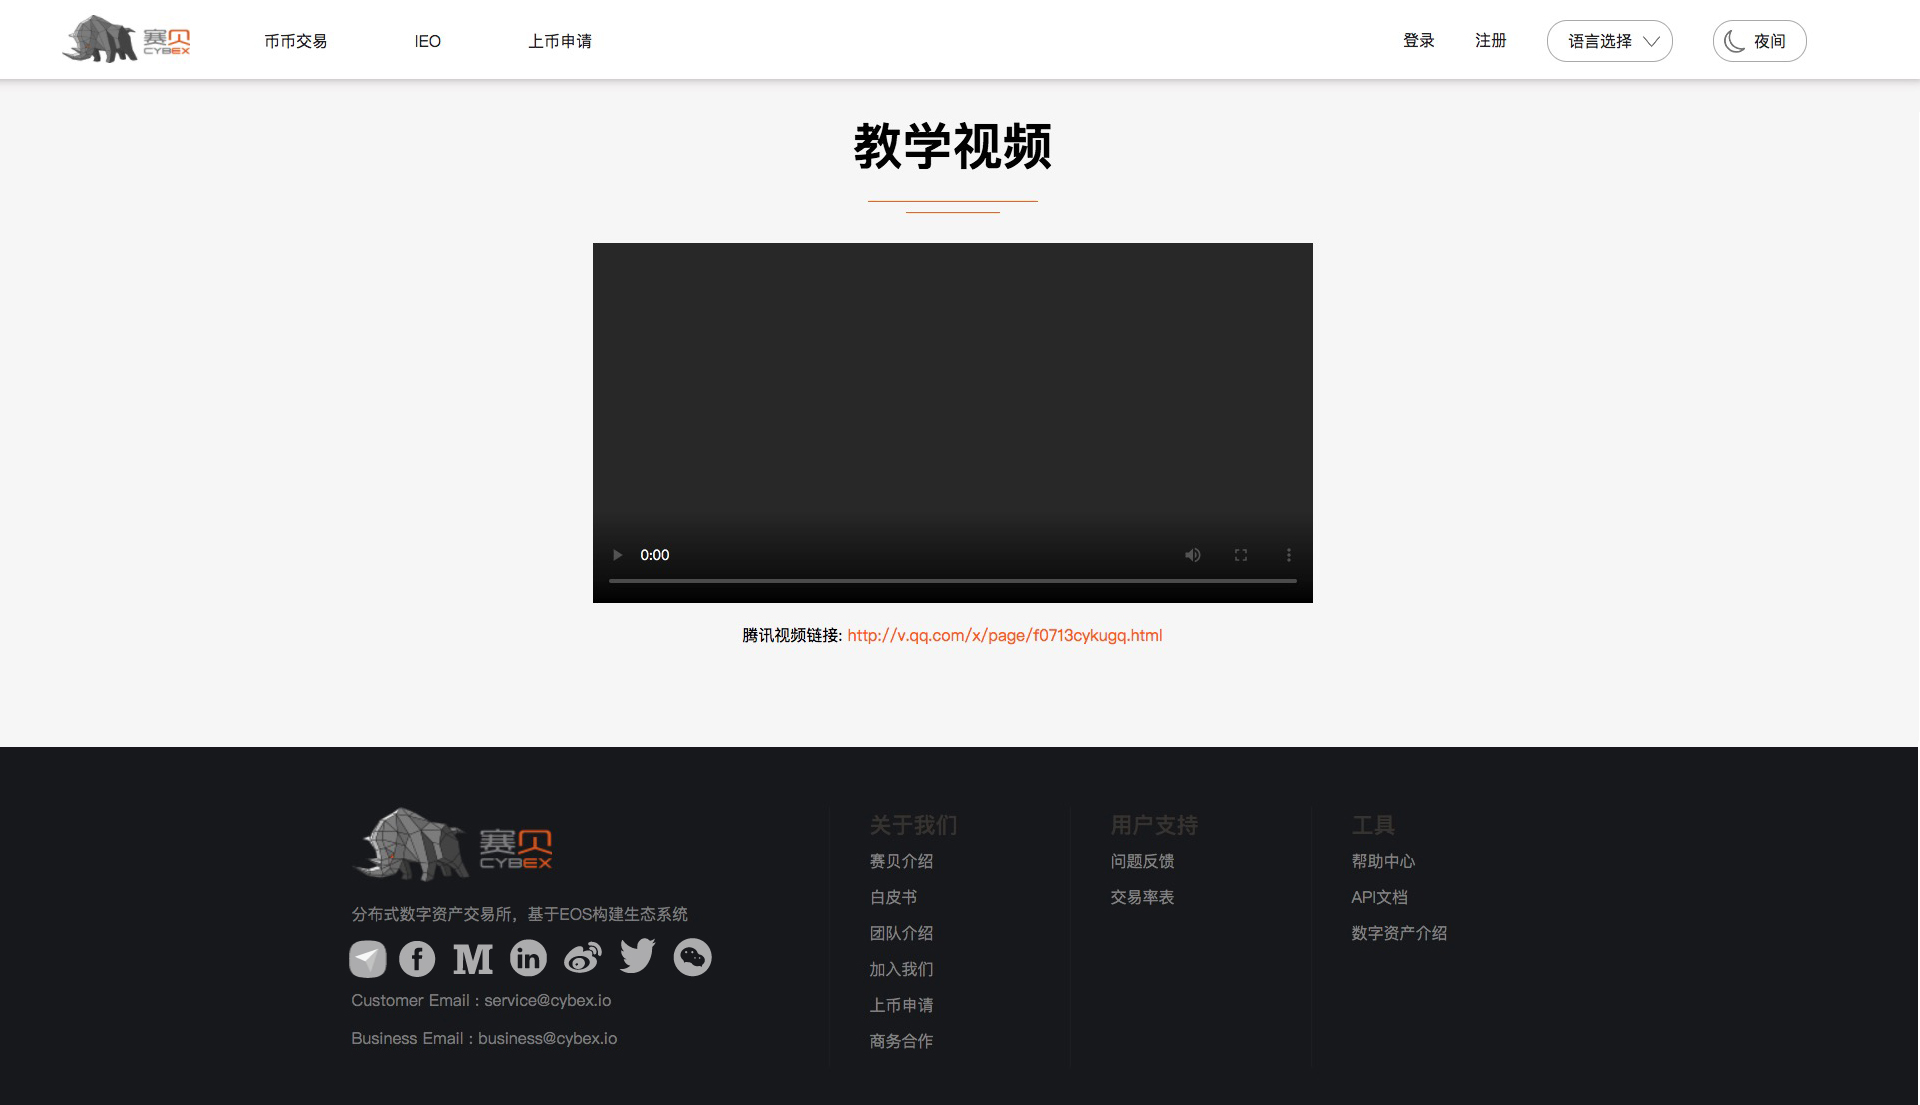 赛贝
CYBEX
币币交易
IEO
上币申请
登录
注册
语言选择
夜间
教学视频
0:00
腾讯视频链接: http://v.qq.com/x/page/f0713cykugq.html
赛贝
CYBEX
分布式数字资产交易所，基于EOS构建生态系统
Customer Email : service@cybex.io
Business Email : business@cybex.io
关于我们
赛贝介绍
白皮书
团队介绍
加入我们
上币申请
商务合作
用户支持
问题反馈
交易率表
工具
帮助中心
API文档
数字资产介绍